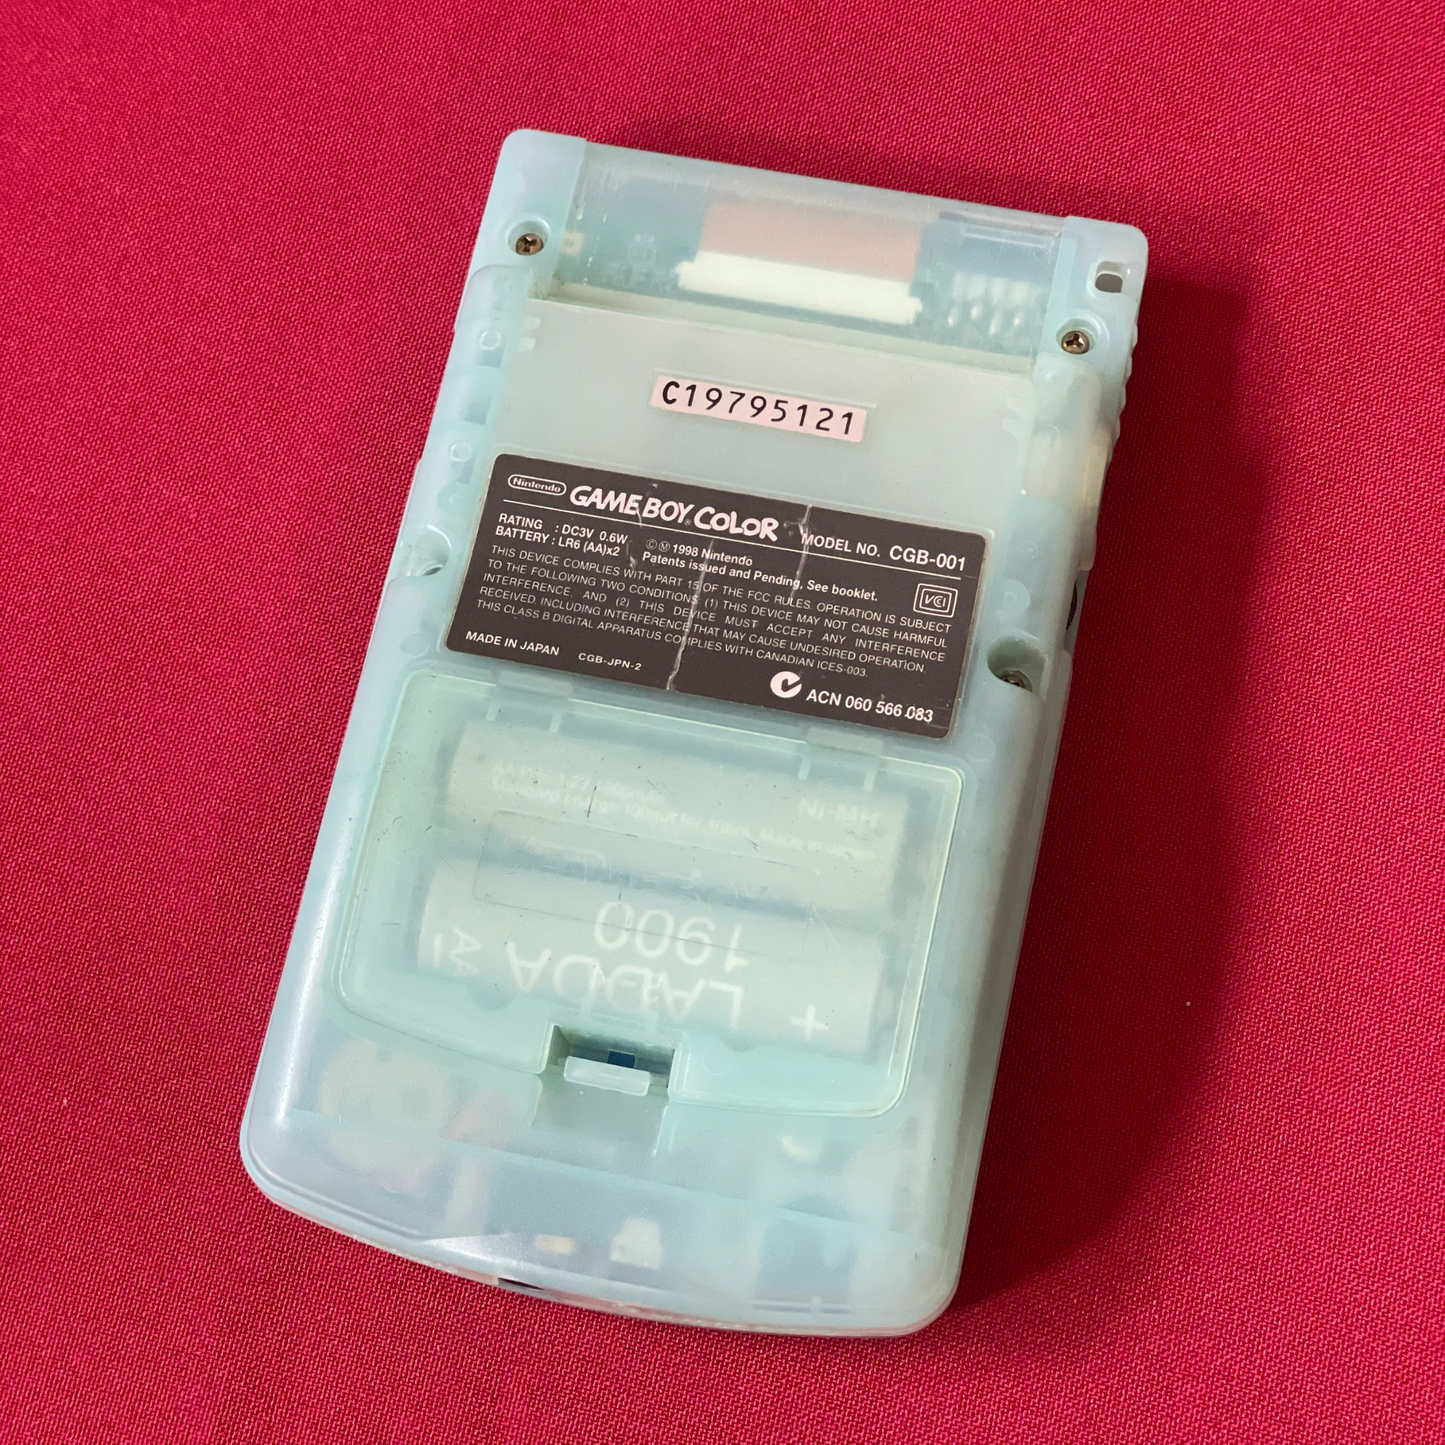 C19795121
Nintendo GAME BOY COLOR MODEL NO. CGB-001
RATING : DC3V 0.6W
BATTERY : LR6 (AA)x2
©Ⓜ 1998 Nintendo
Patents issued and Pending, See booklet.
VCI
THIS DEVICE COMPLIES WITH PART 15 OF THE FCC RULES. OPERATION IS SUBJECT
TO THE FOLLOWING TWO CONDITIONS (1) THIS DEVICE MAY NOT CAUSE HARMFUL
INTERFERENCE, AND (2) THIS DEVICE MUST ACCEPT ANY INTERFERENCE
RECEIVED, INCLUDING INTERFERENCE THAT MAY CAUSE UNDESIRED OPERATION.
THIS CLASS B DIGITAL APPARATUS COMPLIES WITH CANADIAN ICES-003.
MADE IN JAPAN CGB-JPN-2
ACN 060 566 083
Ni-MH
LADDA
1900
+